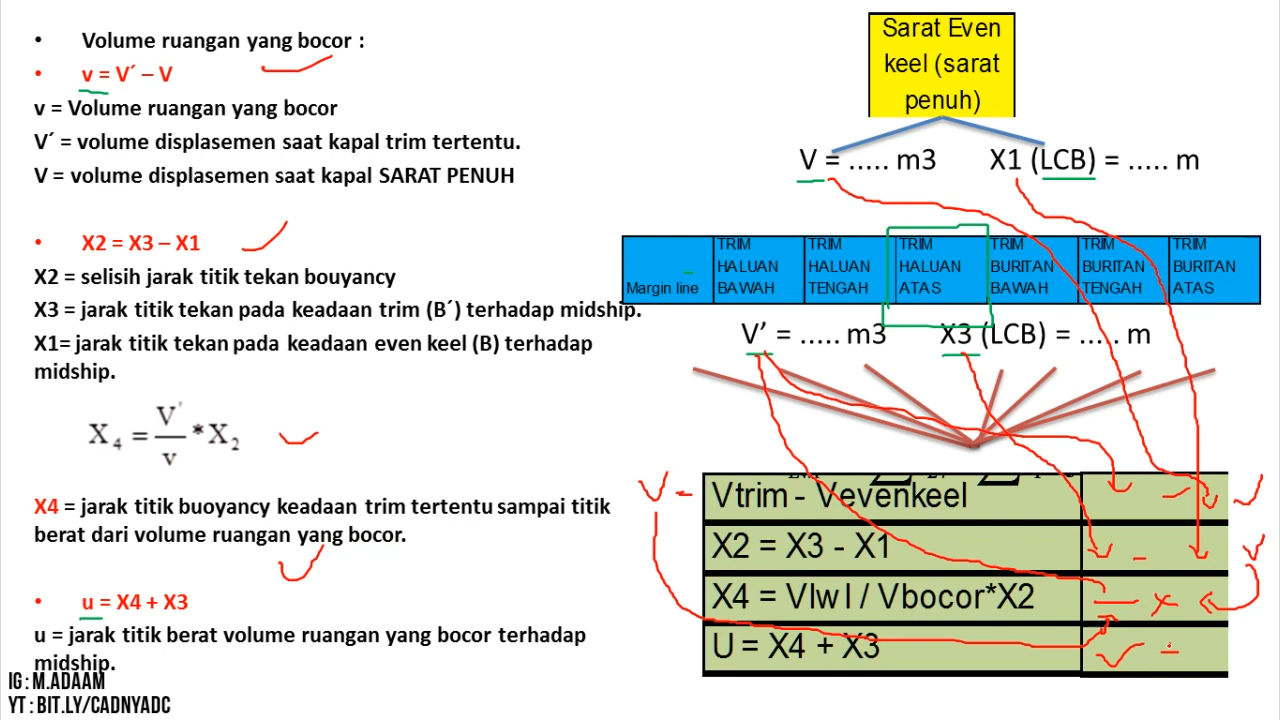 • Volume ruangan yang bocor :
• v = V´ – V
v = Volume ruangan yang bocor
V´ = volume displasemen saat kapal trim tertentu.
V = volume displasemen saat kapal SARAT PENUH
• X2 = X3 – X1
X2 = selisih jarak titik tekan bouyancy
X3 = jarak titik tekan pada keadaan trim (B´) terhadap midship.
X1= jarak titik tekan pada keadaan even keel (B) terhadap
midship.
X4 = V'/v * X2
X4 = jarak titik buoyancy keadaan trim tertentu sampai titik
berat dari volume ruangan yang bocor.
• u = X4 + X3
u = jarak titik berat volume ruangan yang bocor terhadap
midship.
IG : M.ADAAM
YT : BIT.LY/CADNYADC
Sarat Even
keel (sarat
penuh)
V = ..... m3 X1 (LCB) = ..... m
Margin line
TRIM
HALUAN
BAWAH
TRIM
HALUAN
TENGAH
TRIM
HALUAN
ATAS
TRIM
BURITAN
BAWAH
TRIM
BURITAN
TENGAH
TRIM
BURITAN
ATAS
V’ = ..... m3 X3 (LCB) = ..... m
Vtrim - Vevenkeel
X2 = X3 - X1
X4 = Vlwl / Vbocor*X2
U = X4 + X3